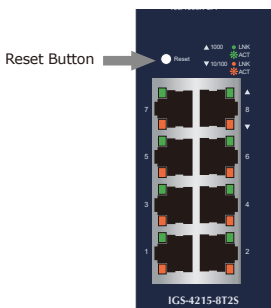 Reset Button
Reset
▲ 1000 LNK
ACT
▼ 10/100 LNK
ACT
7 8
5 6
3 4
1 2
IGS-4215-8T2S